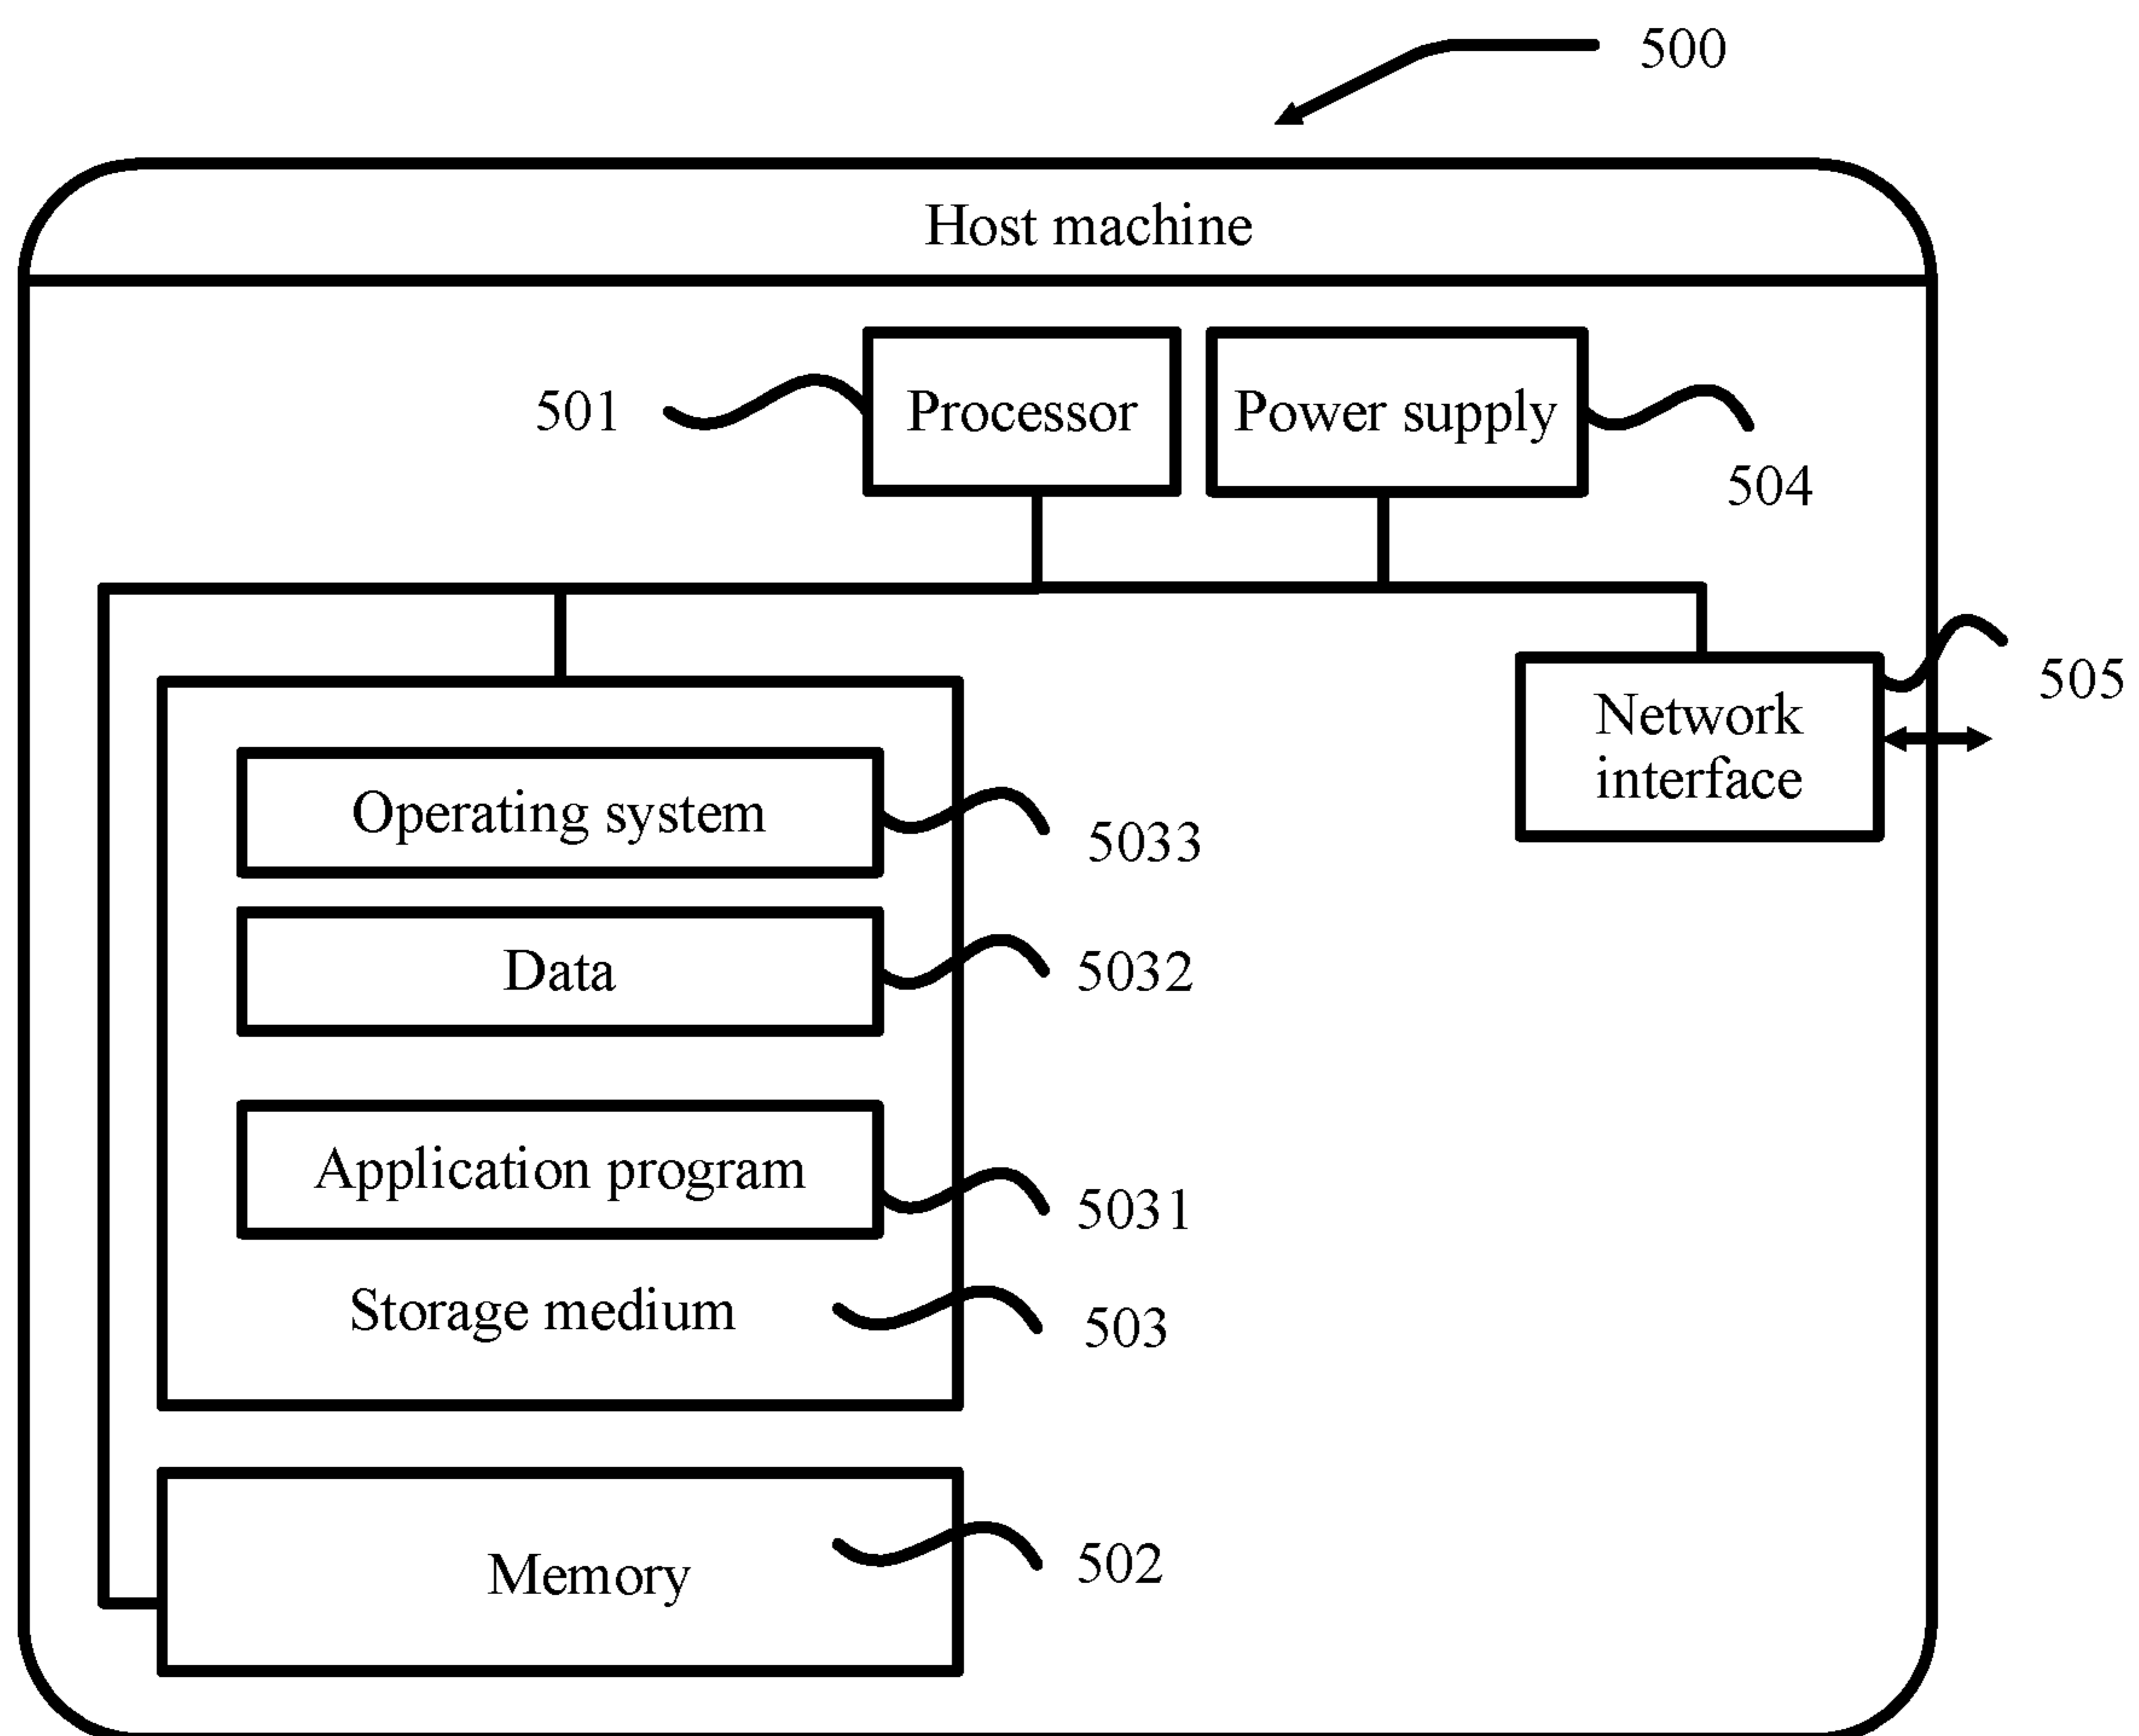 500
Host machine
501
Processor
Power supply
504
505
Network
interface
Operating system
5033
Data
5032
Application program
5031
Storage medium
503
Memory
502